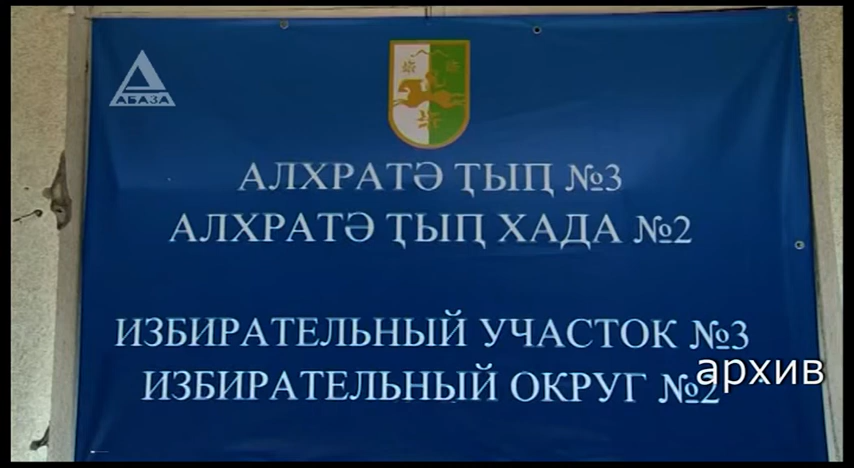 АБАЗА
АЛХРАТӘ ҬЫԤ №3
АЛХРАТӘ ҬЫԤ ХАДА №2
ИЗБИРАТЕЛЬНЫЙ УЧАСТОК №3
ИЗБИРАТЕЛЬНЫЙ ОКРУГ №2
архив